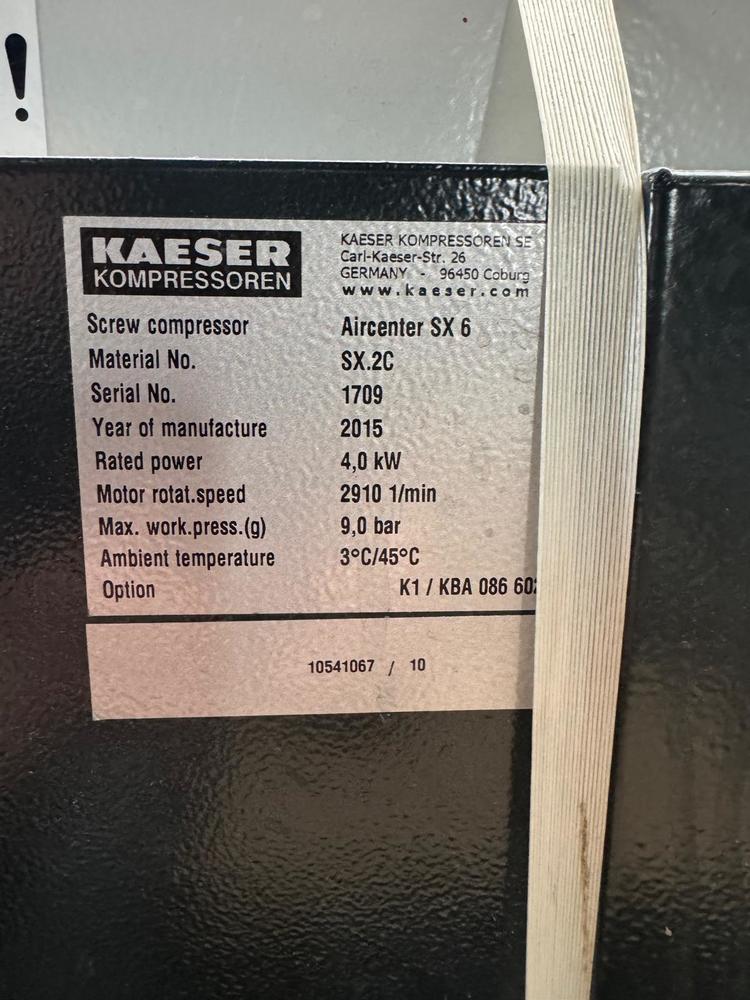 !
KAESER
KOMPRESSOREN
KAESER KOMPRESSOREN SE
Carl-Kaeser-Str. 26
GERMANY - 96450 Coburg
www.kaeser.com
Screw compressor Aircenter SX 6
Material No. SX.2C
Serial No. 1709
Year of manufacture 2015
Rated power 4,0 kW
Motor rotat.speed 2910 1/min
Max. work.press.(g) 9,0 bar
Ambient temperature 3°C/45°C
Option K1 / KBA 086
10541067 / 10